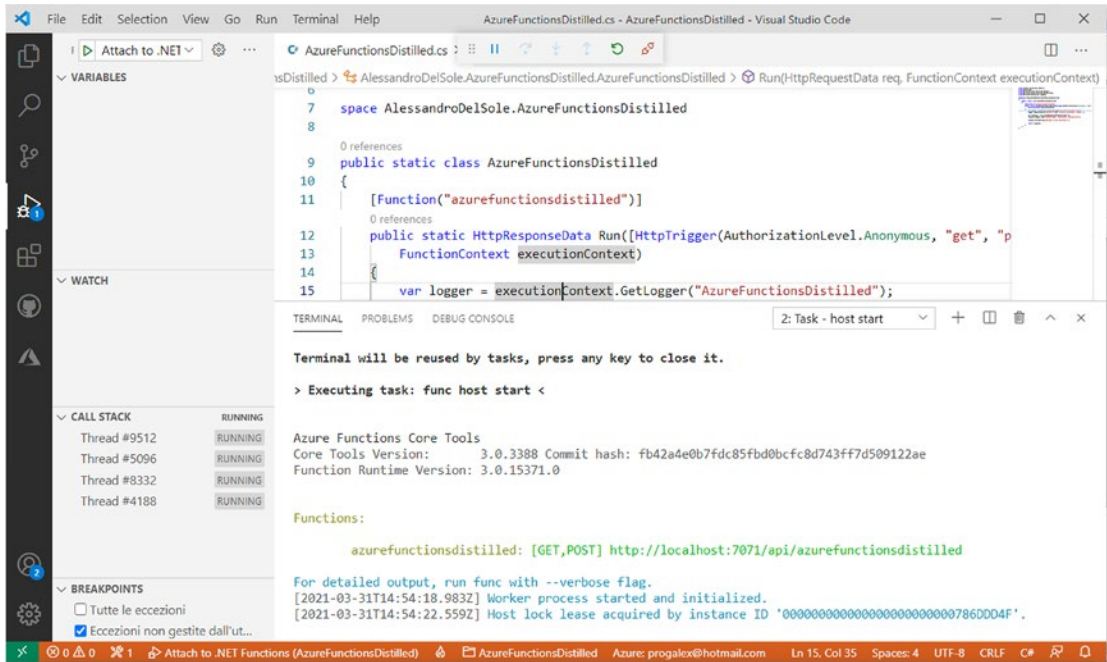 File Edit Selection View Go Run Terminal Help
AzureFunctionsDistilled.cs - AzureFunctionsDistilled - Visual Studio Code
Attach to .NET
AzureFunctionsDistilled.cs
VARIABLES
nsDistilled > AlessandroDelSole.AzureFunctionsDistilled.AzureFunctionsDistilled > Run(HttpRequestData req, FunctionContext executionContext)
6
7 space AlessandroDelSole.AzureFunctionsDistilled
8
0 references
9 public static class AzureFunctionsDistilled
10 {
11 [Function("azurefunctionsdistilled")]
0 references
12 public static HttpResponseData Run([HttpTrigger(AuthorizationLevel.Anonymous, "get", "p
13 FunctionContext executionContext)
14 {
15 var logger = executionContext.GetLogger("AzureFunctionsDistilled");
WATCH
TERMINAL PROBLEMS DEBUG CONSOLE
2: Task - host start
Terminal will be reused by tasks, press any key to close it.
> Executing task: func host start <
CALL STACK RUNNING
Thread #9512 RUNNING
Thread #5096 RUNNING
Thread #8332 RUNNING
Thread #4188 RUNNING
Azure Functions Core Tools
Core Tools Version: 3.0.3388 Commit hash: fb42a4e0b7fdc85fbd0bcfc8d743ff7d509122ae
Function Runtime Version: 3.0.15371.0
Functions:
azurefunctionsdistilled: [GET,POST] http://localhost:7071/api/azurefunctionsdistilled
For detailed output, run func with --verbose flag.
[2021-03-31T14:54:18.983Z] Worker process started and initialized.
[2021-03-31T14:54:22.559Z] Host lock lease acquired by instance ID '000000000000000000000000786DDD4F'.
BREAKPOINTS
Tutte le eccezioni
Eccezioni non gestite dall'ut...
1
2
0 0 1 Attach to .NET Functions (AzureFunctionsDistilled) AzureFunctionsDistilled Azure: progalex@hotmail.com Ln 15, Col 35 Spaces: 4 UTF-8 CRLF C#